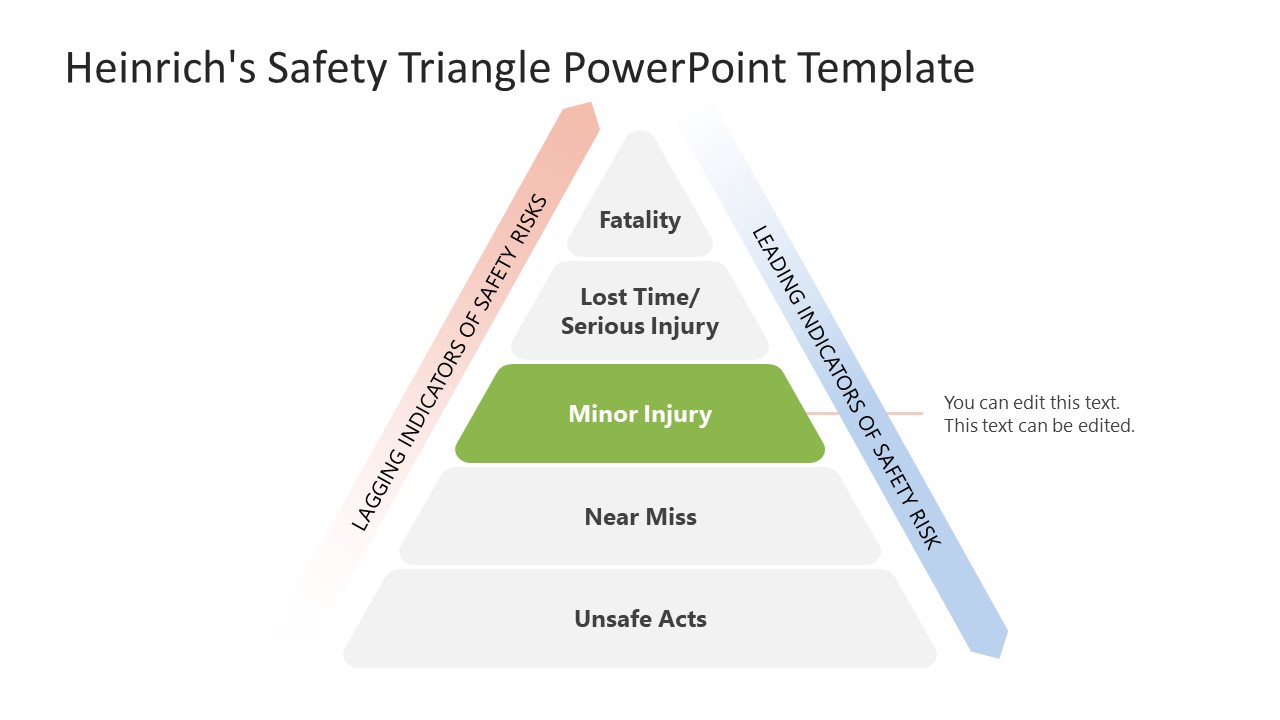 Heinrich's Safety Triangle PowerPoint Template
LAGGING INDICATORS OF SAFETY RISKS
LEADING INDICATORS OF SAFETY RISK
Fatality
Lost Time/
Serious Injury
Minor Injury
You can edit this text.
This text can be edited.
Near Miss
Unsafe Acts